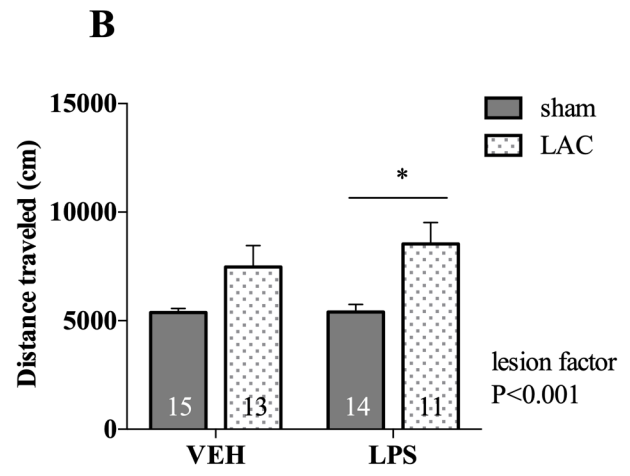 B
Distance traveled (cm)
15000
10000
5000
0
sham
LAC
*
lesion factor
P<0.001
15
13
14
11
VEH
LPS